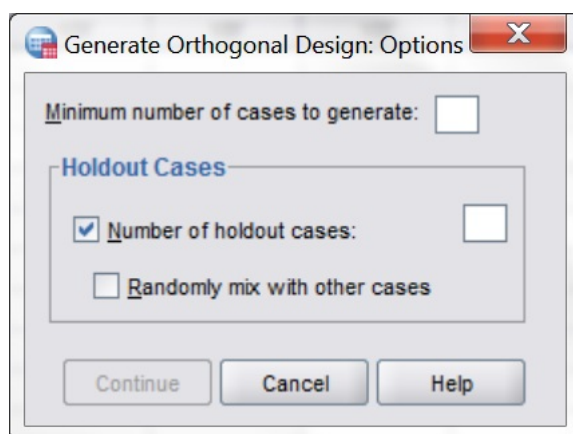 Generate Orthogonal Design: Options
Minimum number of cases to generate:
Holdout Cases
Number of holdout cases:
Randomly mix with other cases
Continue Cancel Help